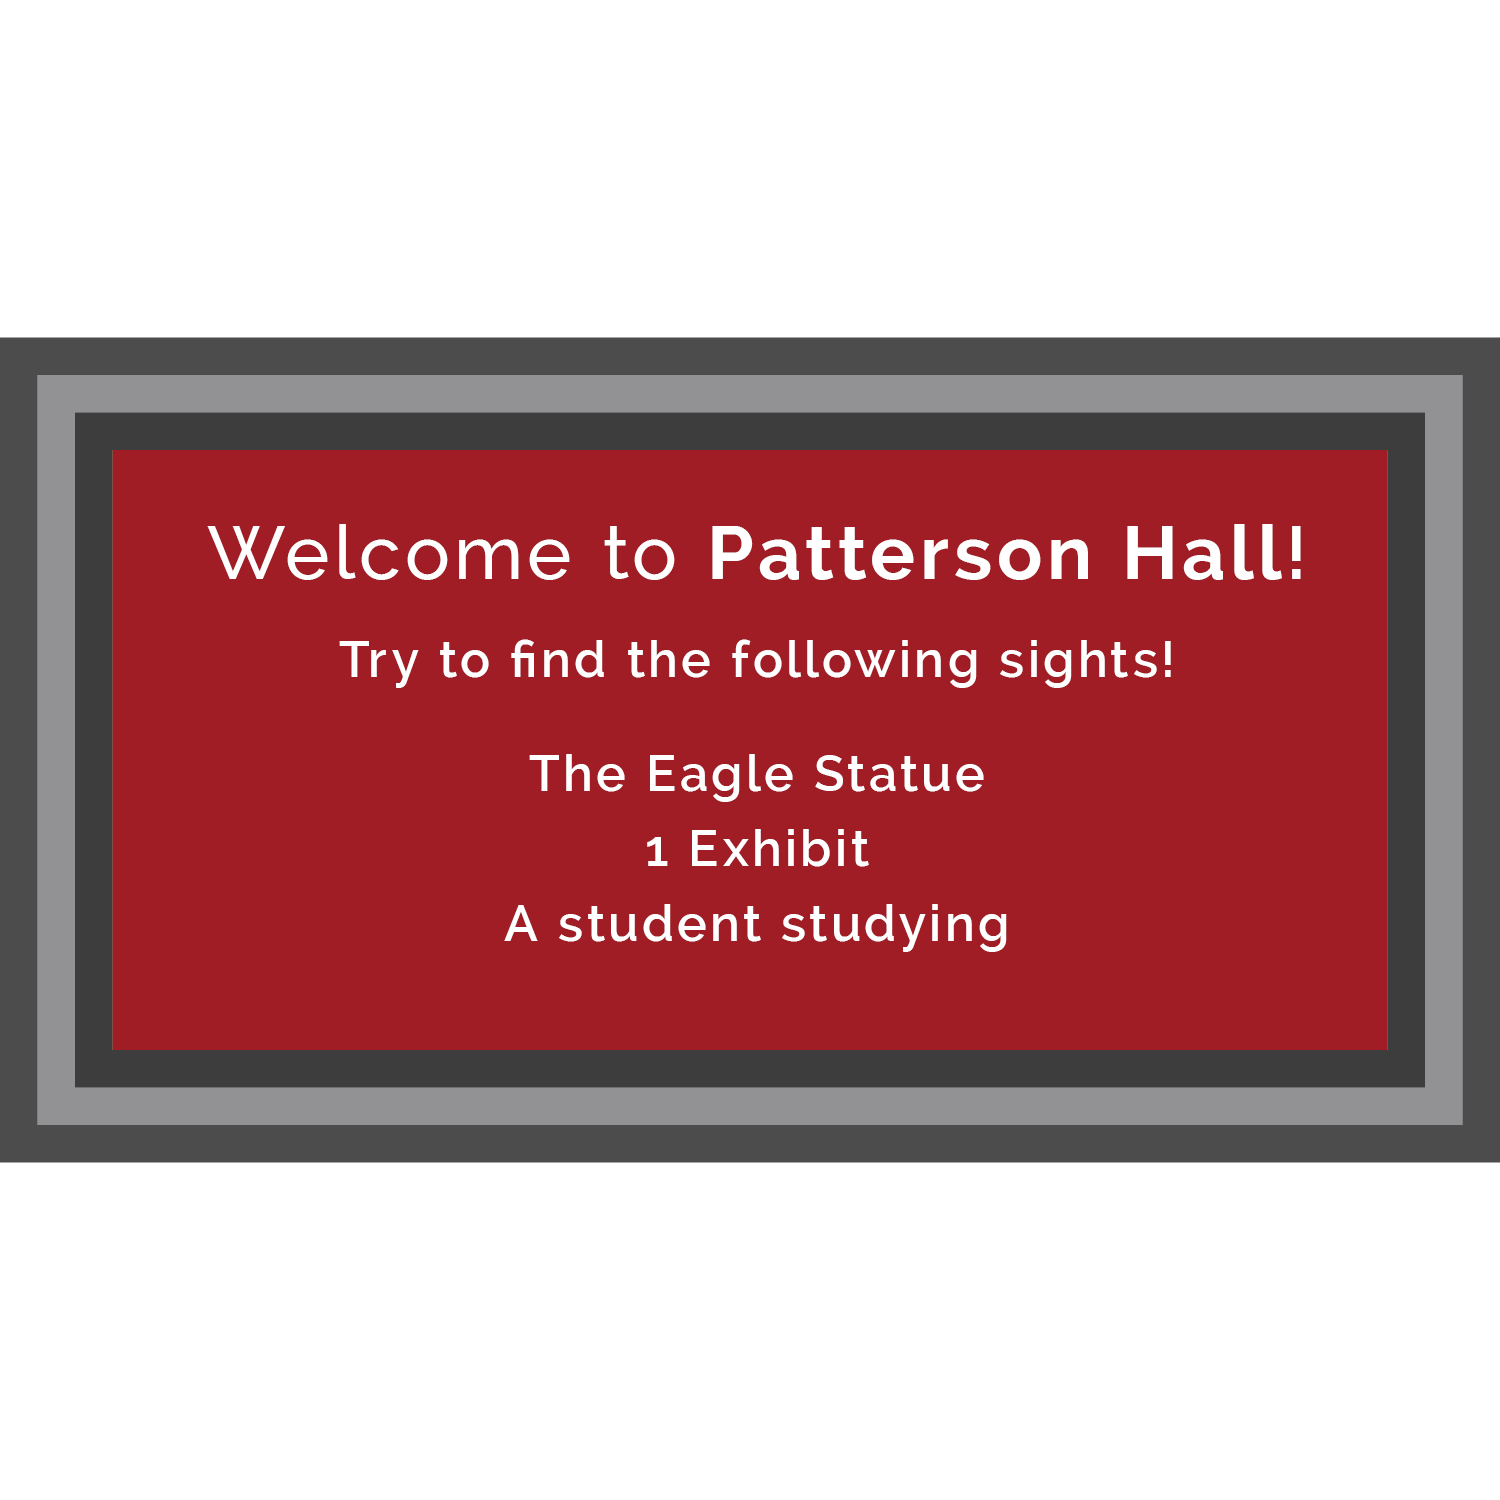 Welcome to Patterson Hall!
Try to find the following sights!
The Eagle Statue
1 Exhibit
A student studying